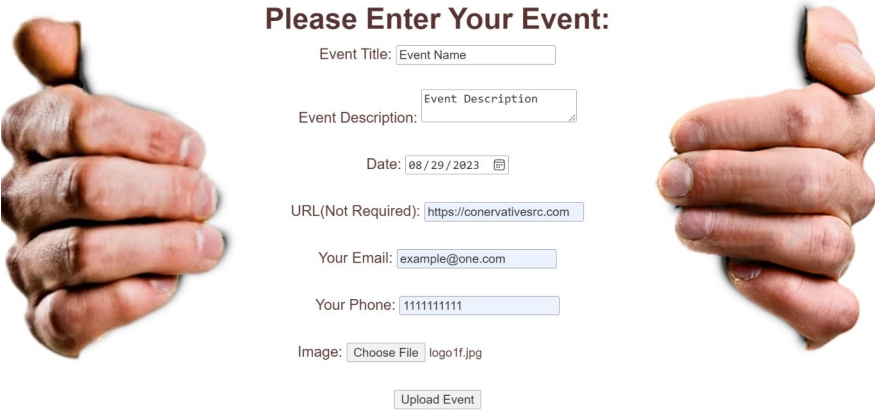 Please Enter Your Event:
Event Title: Event Name
Event Description: Event Description
Date: 08/29/2023
URL(Not Required): https://conervativesrc.com
Your Email: example@one.com
Your Phone: 1111111111
Image: Choose File logo1f.jpg
Upload Event